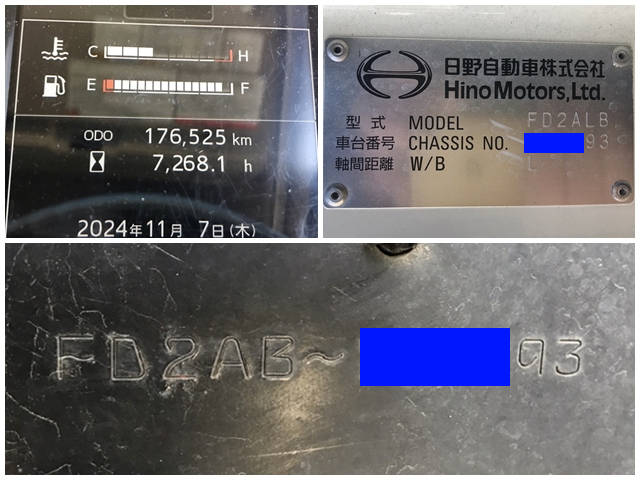 C H
E F
ODO 176,525 km
7,268.1 h
2024年11月 7日(木)
日野自動車株式会社
Hino Motors, Ltd.
型式 MODEL FD2ALB
車台番号 CHASSIS NO. 93
軸間距離 W/B L
FD2AB~ 93